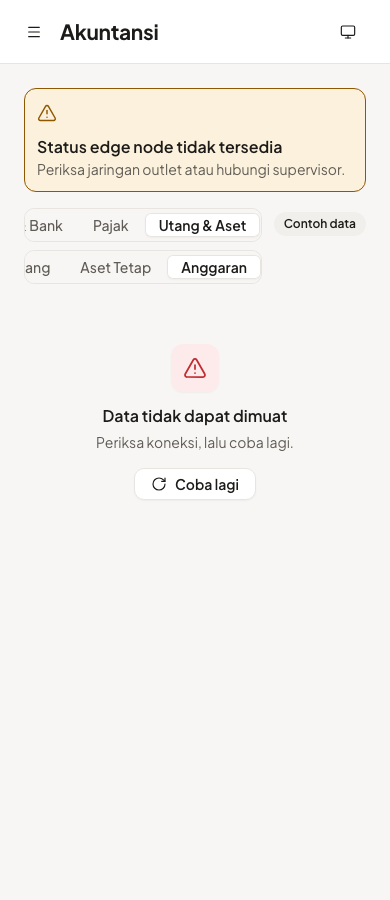 Akuntansi
Status edge node tidak tersedia
Periksa jaringan outlet atau hubungi supervisor.
Bank Pajak Utang & Aset Contoh data
ang Aset Tetap Anggaran
Data tidak dapat dimuat
Periksa koneksi, lalu coba lagi.
Coba lagi